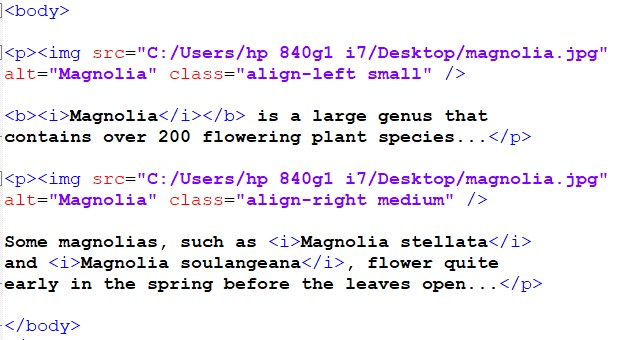 <body>
<p><img src="C:/Users/hp 840g1 i7/Desktop/magnolia.jpg"
alt="Magnolia" class="align-left small" />
<b><i>Magnolia</i></b> is a large genus that
contains over 200 flowering plant species...</p>
<p><img src="C:/Users/hp 840g1 i7/Desktop/magnolia.jpg"
alt="Magnolia" class="align-right medium" />
Some magnolias, such as <i>Magnolia stellata</i>
and <i>Magnolia soulangeana</i>, flower quite
early in the spring before the leaves open...</p>
</body>